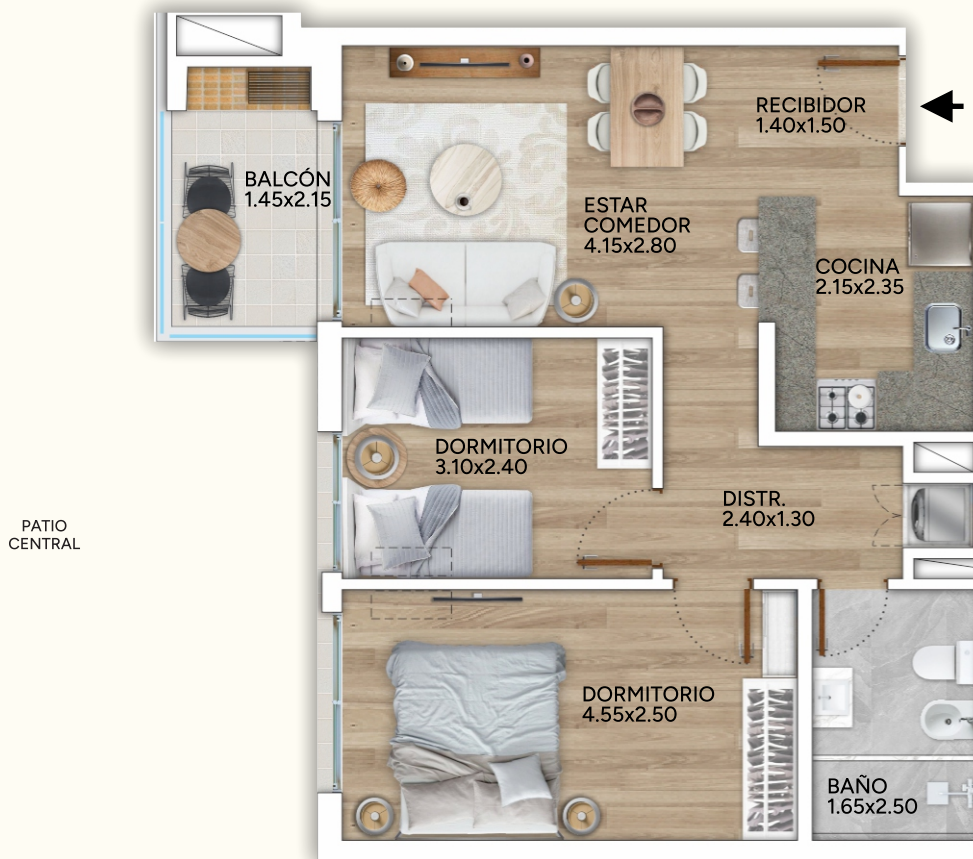 RECIBIDOR
1.40x1.50
BALCÓN
1.45x2.15
ESTAR
COMEDOR
4.15x2.80
COCINA
2.15x2.35
DORMITORIO
3.10x2.40
DISTR.
2.40x1.30
PATIO
CENTRAL
DORMITORIO
4.55x2.50
BAÑO
1.65x2.50